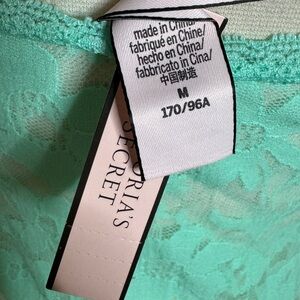 made in China/
fabriqué en Chine/
hecho en China/
fabbricato in Cina/
中国制造
M
170/96A
ORIA'S
SECRET